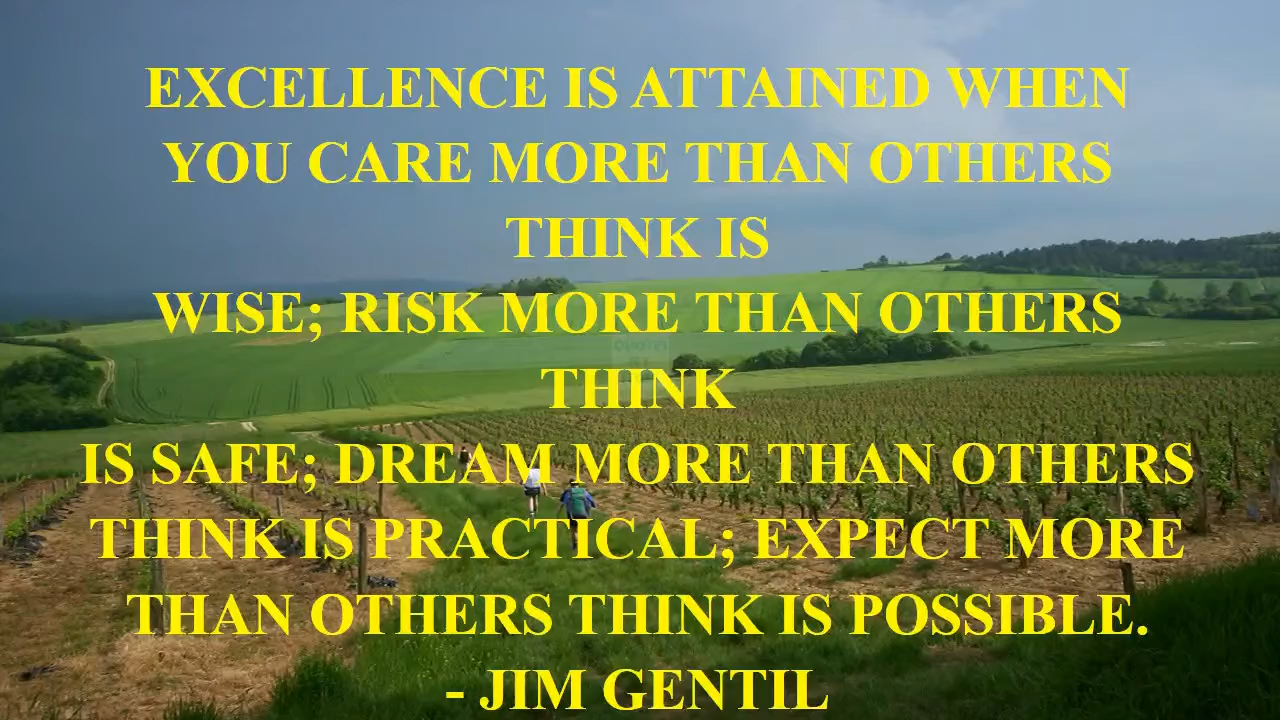 EXCELLENCE IS ATTAINED WHEN
YOU CARE MORE THAN OTHERS
THINK IS
WISE; RISK MORE THAN OTHERS
THINK
IS SAFE; DREAM MORE THAN OTHERS
THINK IS PRACTICAL; EXPECT MORE
THAN OTHERS THINK IS POSSIBLE.
- JIM GENTIL